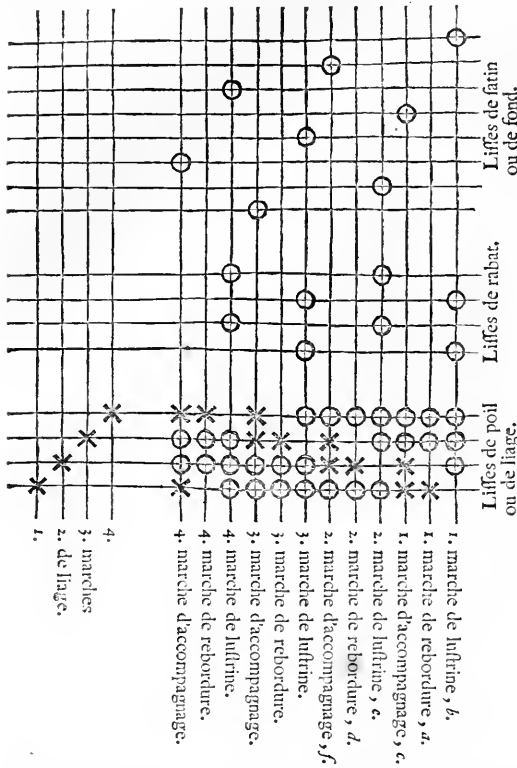 Liſſes de poil
ou de liage.
Liſſes de rabat.
Liſſes de ſatin
ou de fond.
1. marche de luſtrine, b.
1. marche de rebordure, a.
1. marche d'accompagnage, c.
2. marche de luſtrine, e.
2. marche de rebordure, d.
2. marche d'accompagnage, f.
3. marche de luſtrine.
3. marche de rebordure.
3. marche d'accompagnage.
4. marche de luſtrine.
4. marche de rebordure.
4. marche d'accompagnage.
4.
3. marches
2. de liage.
1.